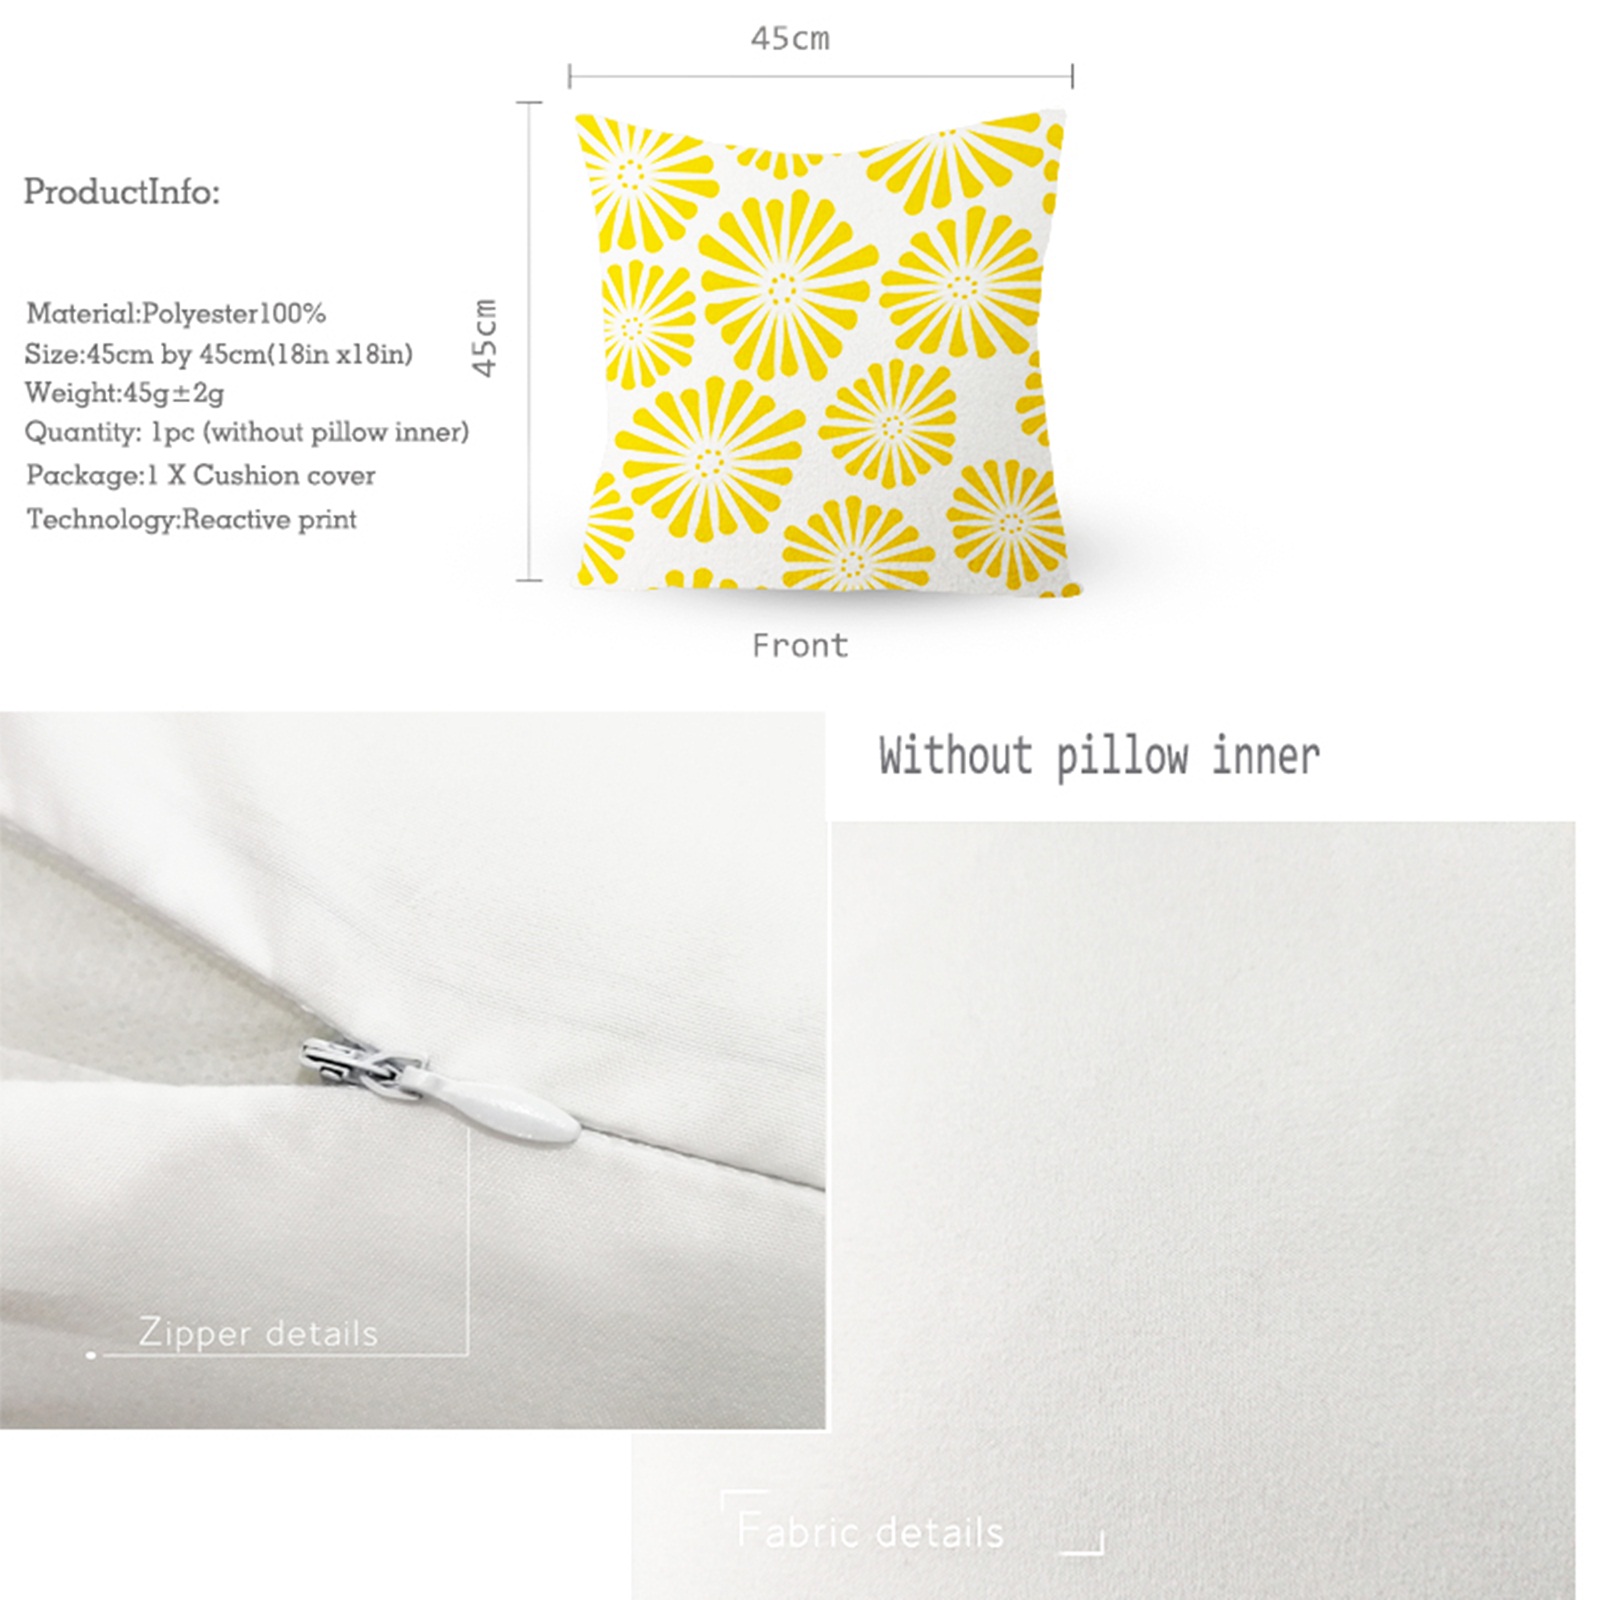 45cm
ProductInfo:
45cm
Material:Polyester100%
Size:45cm by 45cm(18in x18in)
Weight:45g±2g
Quantity: 1pc (without pillow inner)
Package:1 X Cushion cover
Technology:Reactive print
Front
Without pillow inner
Zipper details
Fabric details